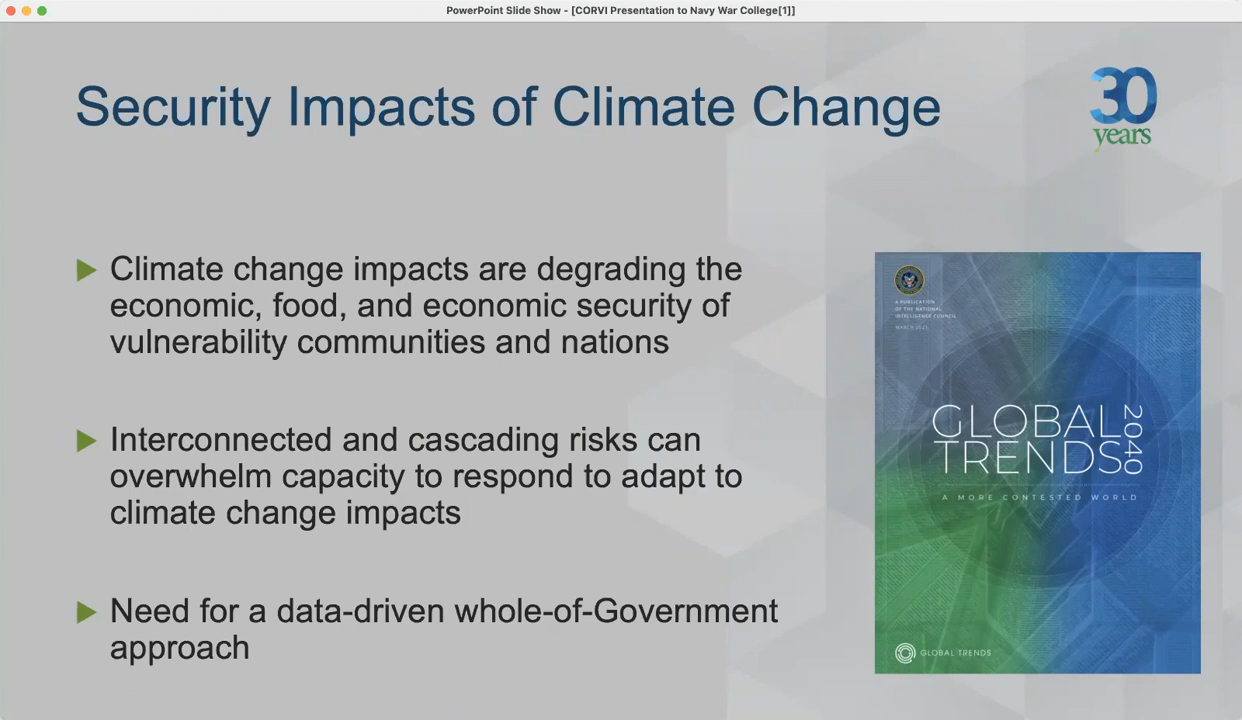 PowerPoint Slide Show - [CORVI Presentation to Navy War College[1]]
Security Impacts of Climate Change
30
years
Climate change impacts are degrading the
economic, food, and economic security of
vulnerability communities and nations
Interconnected and cascading risks can
overwhelm capacity to respond to adapt to
climate change impacts
Need for a data-driven whole-of-Government
approach
A PUBLICATION
OF THE NATIONAL
INTELLIGENCE COUNCIL
MARCH 2021
GLOBAL
TRENDS
2040
A MORE CONTESTED WORLD
GLOBAL TRENDS